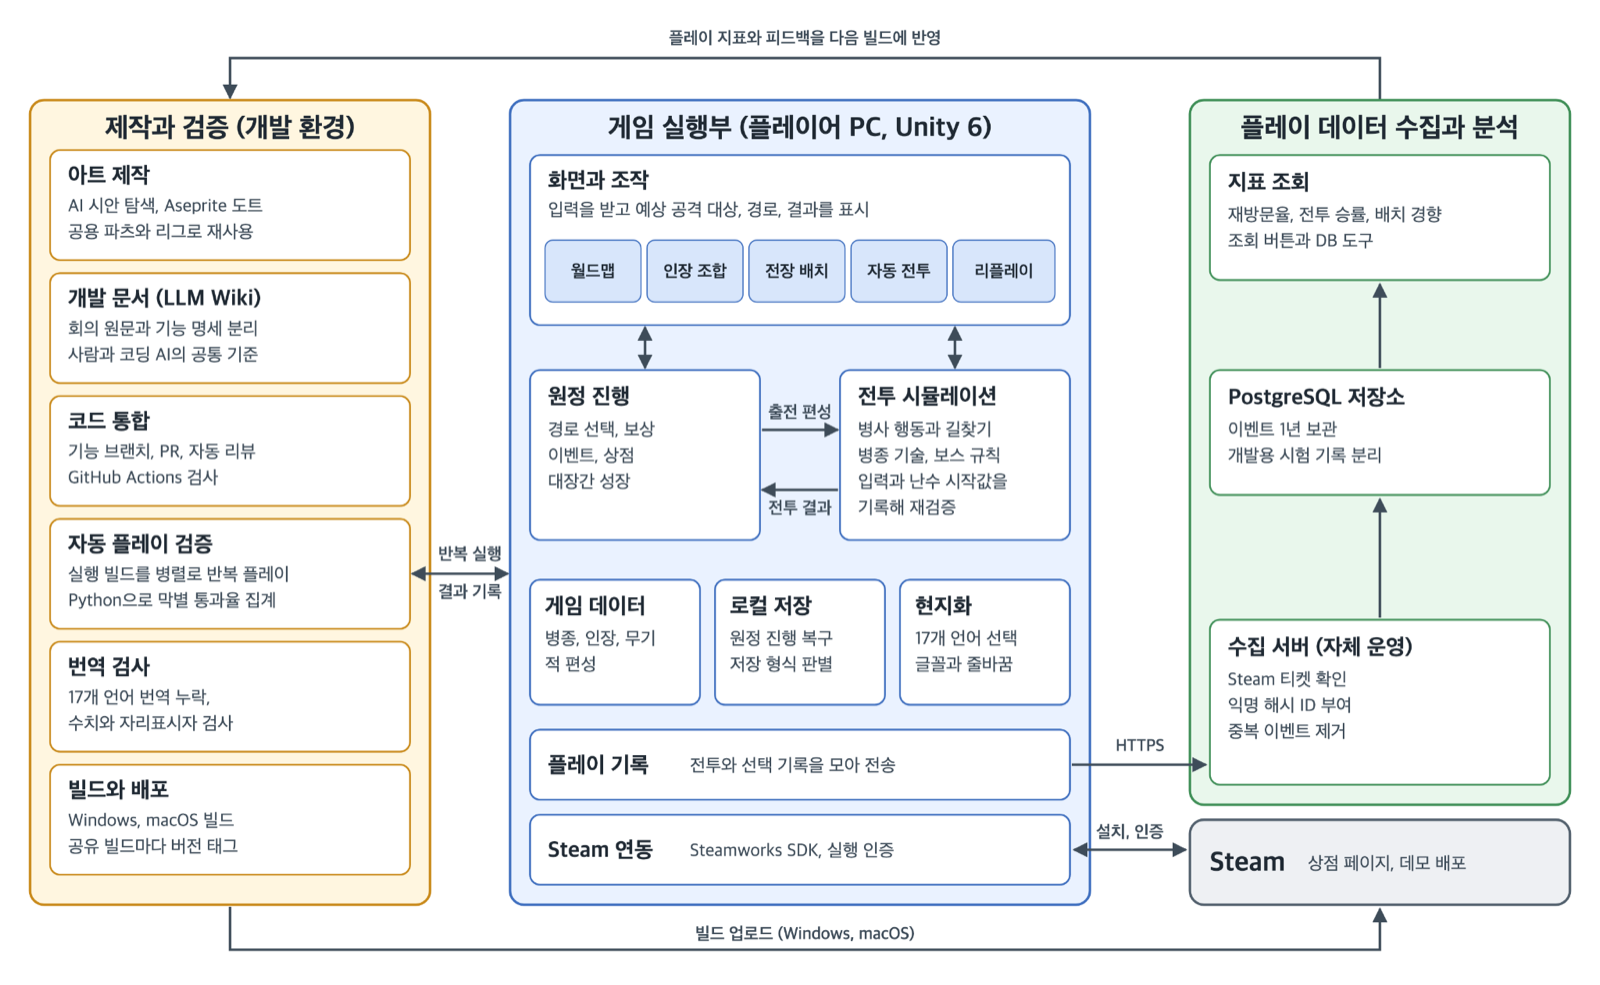 플레이 지표와 피드백을 다음 빌드에 반영
제작과 검증 (개발 환경)
아트 제작
AI 시안 탐색, Aseprite 도트
공용 파츠와 리그로 재사용
개발 문서 (LLM Wiki)
회의 원문과 기능 명세 분리
사람과 코딩 AI의 공통 기준
코드 통합
기능 브랜치, PR, 자동 리뷰
GitHub Actions 검사
자동 플레이 검증
실행 빌드를 병렬로 반복 플레이
Python으로 막별 통과율 집계
번역 검사
17개 언어 번역 누락,
수치와 자리표시자 검사
빌드와 배포
Windows, macOS 빌드
공유 빌드마다 버전 태그
반복 실행
결과 기록
게임 실행부 (플레이어 PC, Unity 6)
화면과 조작
입력을 받고 예상 공격 대상, 경로, 결과를 표시
월드맵
인장 조합
전장 배치
자동 전투
리플레이
원정 진행
경로 선택, 보상
이벤트, 상점
대장간 성장
출전 편성
전투 결과
전투 시뮬레이션
병사 행동과 길찾기
병종 기술, 보스 규칙
입력과 난수 시작값을
기록해 재검증
게임 데이터
병종, 인장, 무기
적 편성
로컬 저장
원정 진행 복구
저장 형식 판별
현지화
17개 언어 선택
글꼴과 줄바꿈
플레이 기록
전투와 선택 기록을 모아 전송
Steam 연동
Steamworks SDK, 실행 인증
HTTPS
설치, 인증
플레이 데이터 수집과 분석
지표 조회
재방문율, 전투 승률, 배치 경향
조회 버튼과 DB 도구
PostgreSQL 저장소
이벤트 1년 보관
개발용 시험 기록 분리
수집 서버 (자체 운영)
Steam 티켓 확인
익명 해시 ID 부여
중복 이벤트 제거
Steam
상점 페이지, 데모 배포
빌드 업로드 (Windows, macOS)